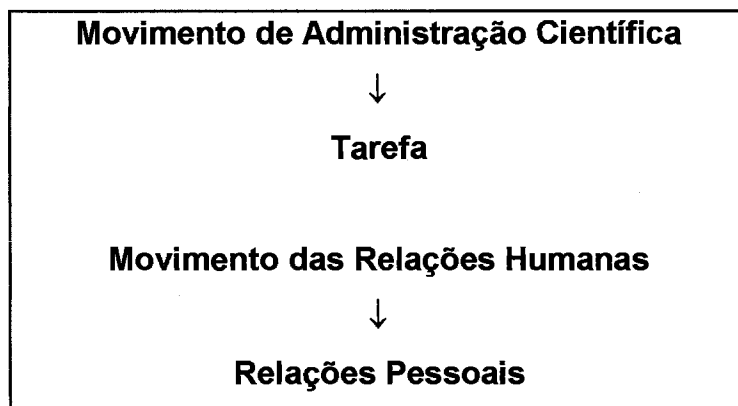 Movimento de Administração Científica
↓
Tarefa
Movimento das Relações Humanas
↓
Relações Pessoais